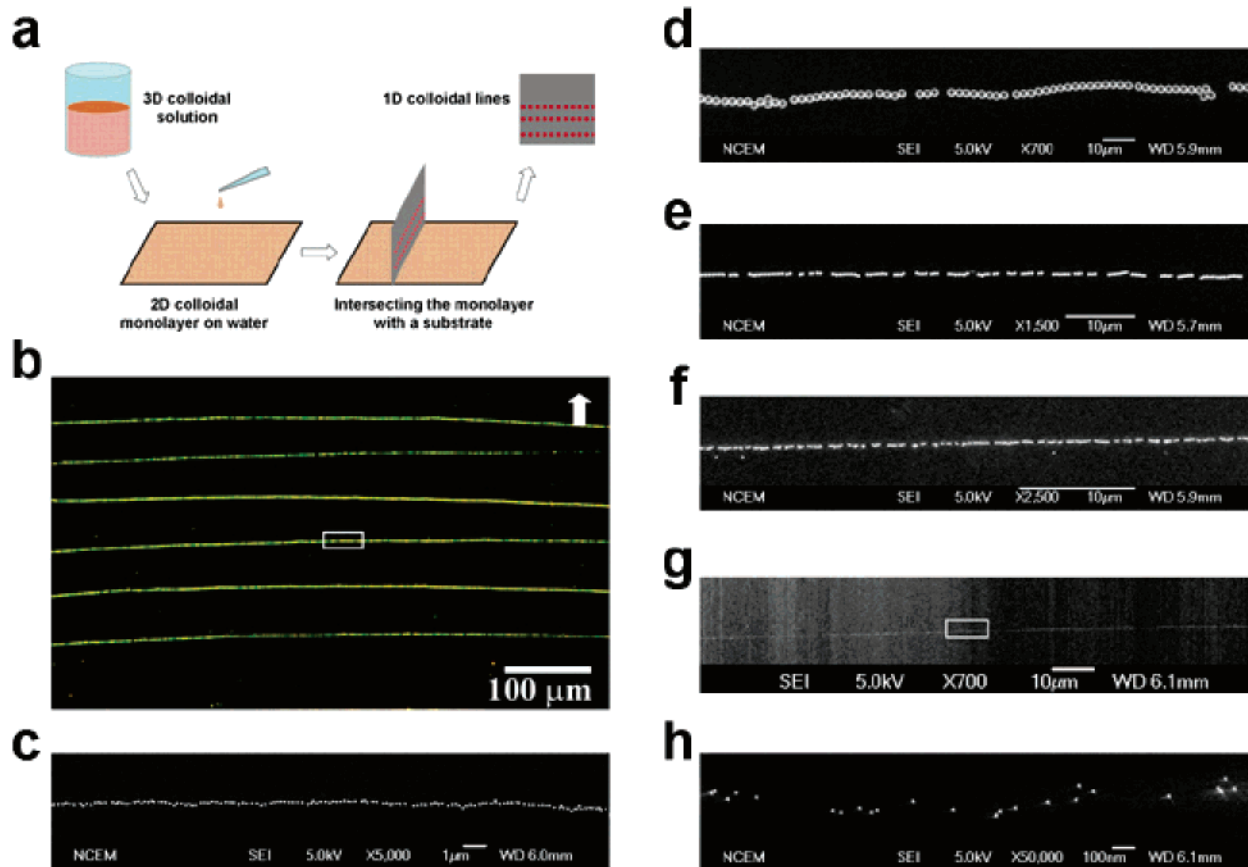 a
3D colloidal
solution
1D colloidal lines
2D colloidal
monolayer on water
Intersecting the monolayer
with a substrate
b
100 μm
c
NCEM SEI 5.0kV X5,000 1μm WD 6.0mm
d
NCEM SEI 5.0kV X700 10μm WD 5.9mm
e
NCEM SEI 5.0kV X1,500 10μm WD 5.7mm
f
NCEM SEI 5.0kV X2,500 10μm WD 5.9mm
g
SEI 5.0kV X700 10μm WD 6.1mm
h
NCEM SEI 5.0kV X50,000 100nm WD 6.1mm